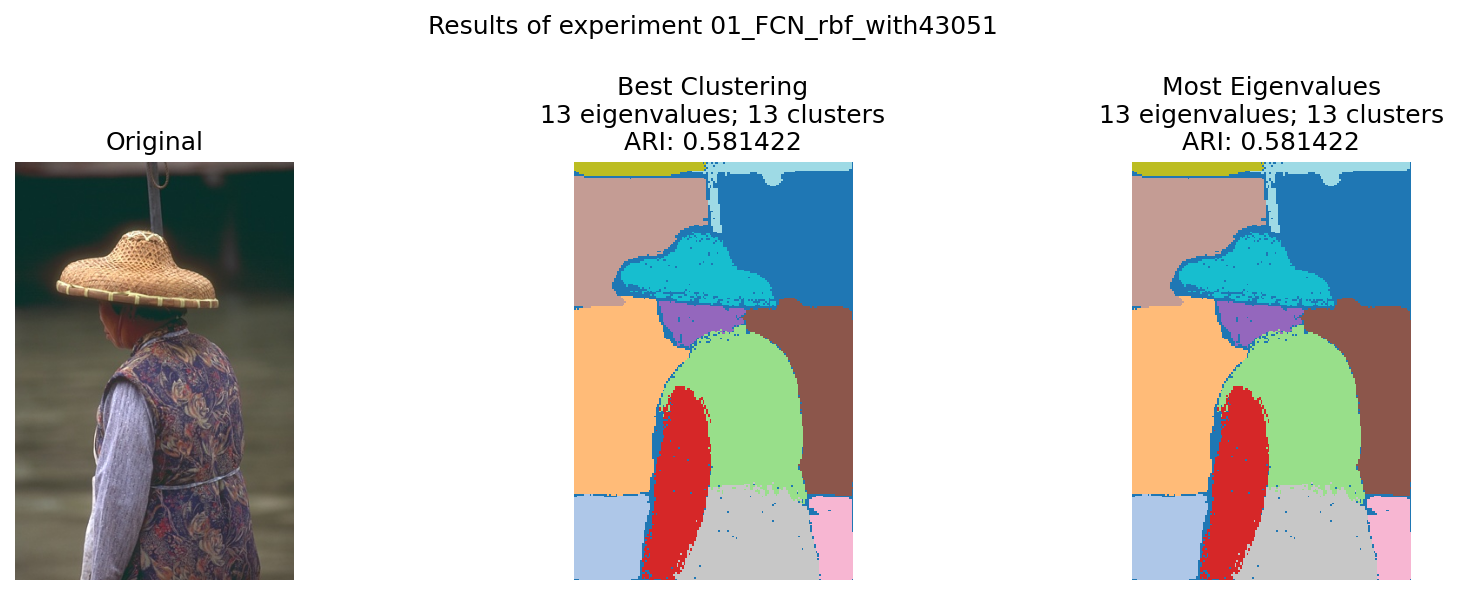 Results of experiment 01_FCN_rbf_with43051
Original
Best Clustering
13 eigenvalues; 13 clusters
ARI: 0.581422
Most Eigenvalues
13 eigenvalues; 13 clusters
ARI: 0.581422